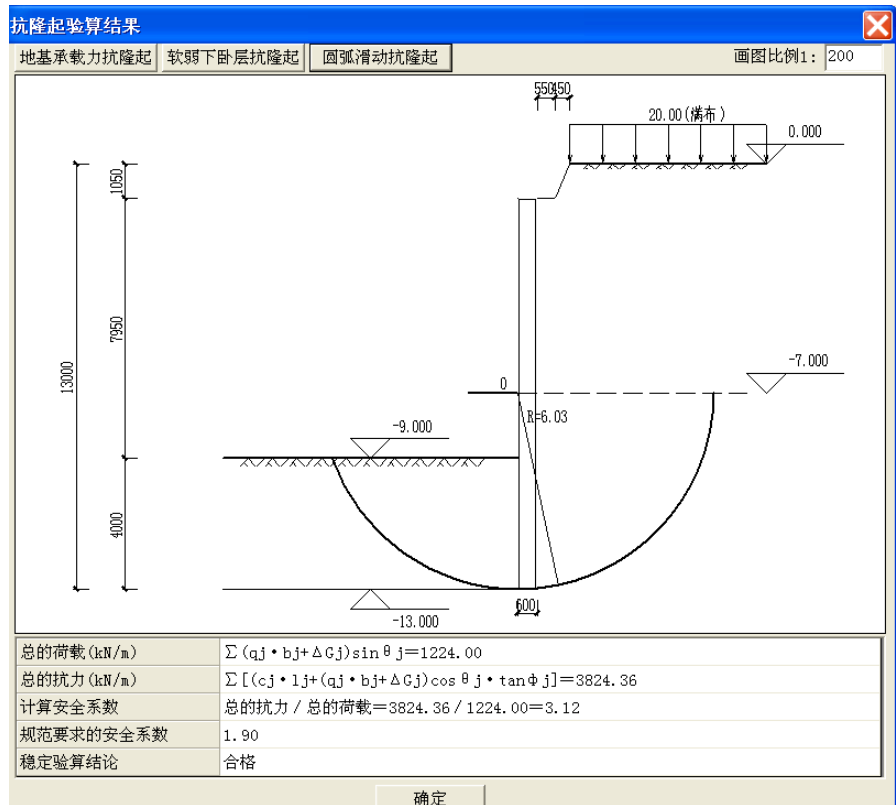 抗隆起验算结果
地基承载力抗隆起 软弱下卧层抗隆起 圆弧滑动抗隆起 画图比例1: 200
550 450
20.00(满布)
0.000
1050
7950
13000
-7.000
O
R=6.03
-9.000
4000
600
-13.000
总的荷载(kN/m) ∑(qj•bj+ΔGj)sinθj=1224.00
总的抗力(kN/m) ∑[(cj•lj+(qj•bj+ΔGj)cosθj•tanΦj]=3824.36
计算安全系数 总的抗力/总的荷载=3824.36/1224.00=3.12
规范要求的安全系数 1.90
稳定验算结论 合格
确定